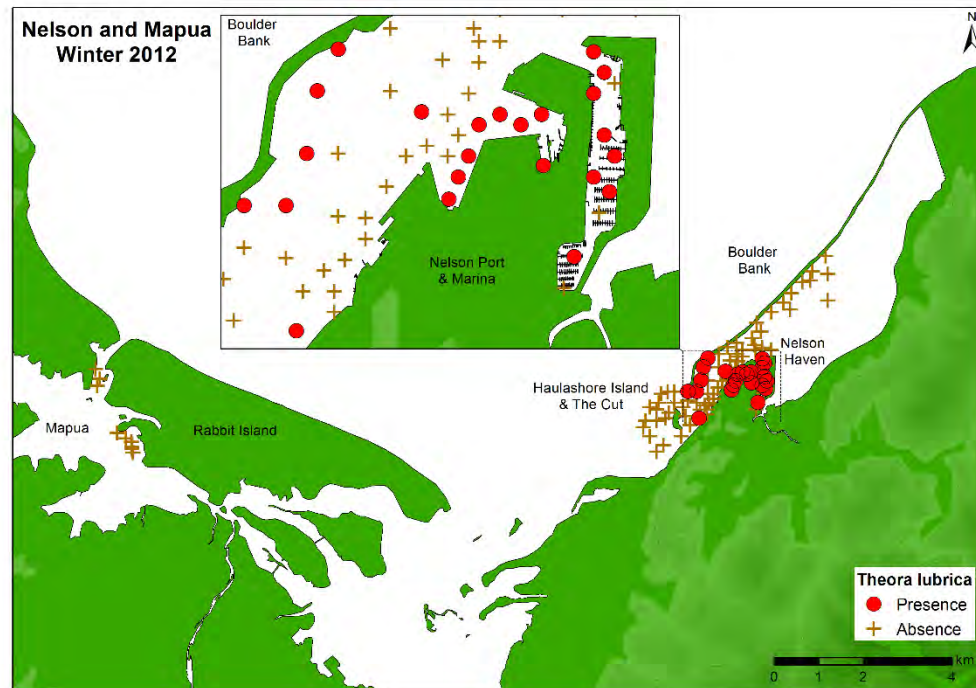 Nelson and Mapua
Winter 2012
Boulder
Bank
N
Nelson Port
& Marina
Boulder
Bank
Nelson
Haven
Haulashore Island
& The Cut
Mapua
Rabbit Island
Theora lubrica
Presence
Absence
km
0 1 2 4